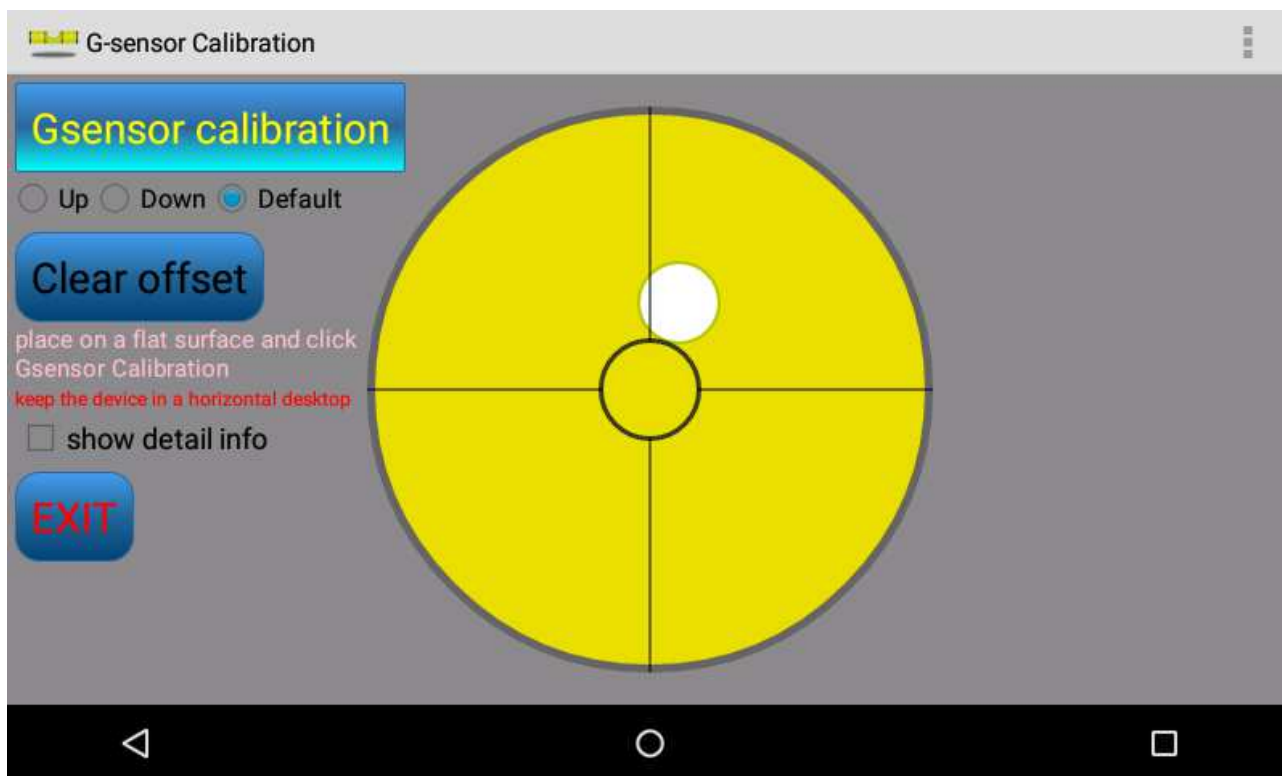 G-sensor Calibration
Gsensor calibration
Up Down Default
Clear offset
place on a flat surface and click
Gsensor Calibration
keep the device in a horizontal desktop
show detail info
EXIT